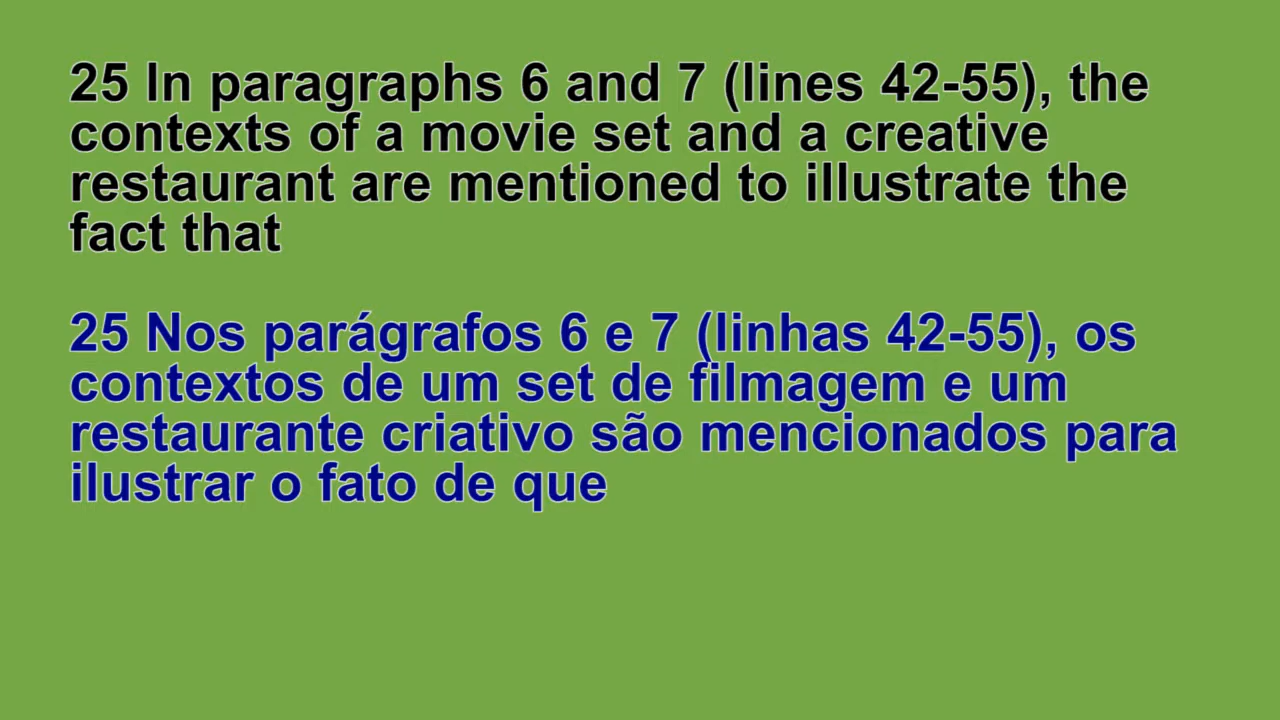 25 In paragraphs 6 and 7 (lines 42-55), the
contexts of a movie set and a creative
restaurant are mentioned to illustrate the
fact that
25 Nos parágrafos 6 e 7 (linhas 42-55), os
contextos de um set de filmagem e um
restaurante criativo são mencionados para
ilustrar o fato de que